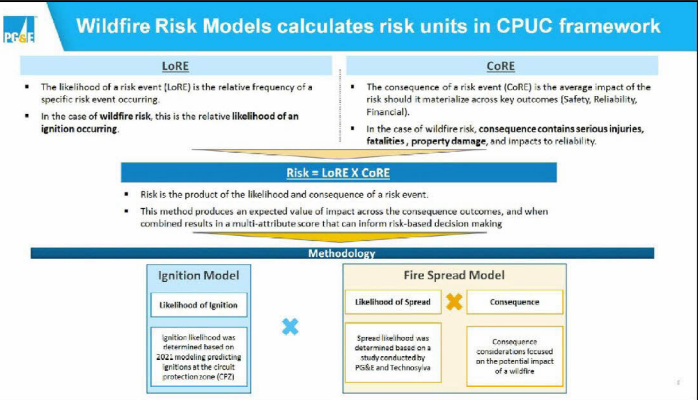 PG&E
Wildfire Risk Models calculates risk units in CPUC framework
LoRE
▪ The likelihood of a risk event (LoRE) is the relative frequency of a
specific risk event occurring.
▪ In the case of wildfire risk, this is the relative likelihood of an
ignition occurring.
CoRE
▪ The consequence of a risk event (CoRE) is the average impact of the
risk should it materialize across key outcomes (Safety, Reliability,
Financial).
▪ In the case of wildfire risk, consequence contains serious injuries,
fatalities , property damage, and impacts to reliability.
Risk = LoRE X CoRE
▪ Risk is the product of the likelihood and consequence of a risk event.
▪ This method produces an expected value of impact across the consequence outcomes, and when
combined results in a multi-attribute score that can inform risk-based decision making
Methodology
Ignition Model
Likelihood of Ignition
Ignition likelihood was
determined based on
2021 modeling predicting
ignitions at the circuit
protection zone (CPZ)
Fire Spread Model
Likelihood of Spread
Spread likelihood was
determined based on a
study conducted by
PG&E and Technosylva
Consequence
Consequence
considerations focused
on the potential impact
of a wildfire